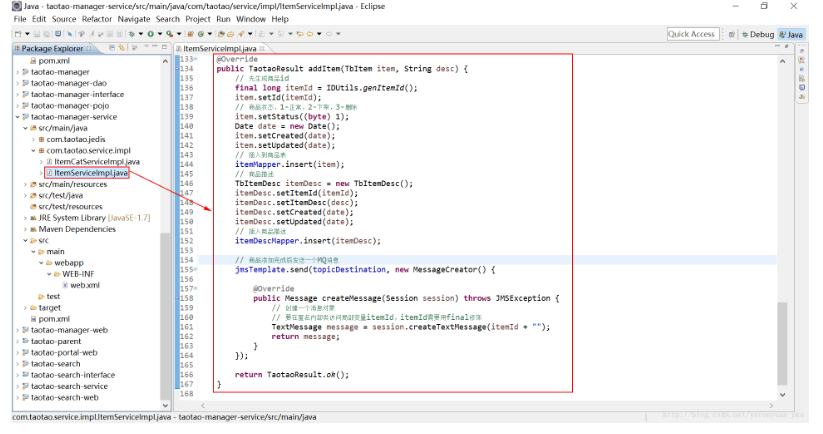 Java - taotao-manager-service/src/main/java/com/taotao/service/impl/ItemServiceImpl.java - Eclipse
File Edit Source Refactor Navigate Search Project Run Window Help
Quick Access
Debug
Java
Package Explorer
pom.xml
taotao-manager
taotao-manager-dao
taotao-manager-interface
taotao-manager-pojo
taotao-manager-service
src/main/java
com.taotao.jedis
com.taotao.service.impl
ItemCatServiceImpl.java
ItemServiceImpl.java
src/main/resources
src/test/java
src/test/resources
JRE System Library [JavaSE-1.7]
Maven Dependencies
src
main
webapp
WEB-INF
web.xml
test
target
pom.xml
taotao-manager-web
taotao-parent
taotao-portal-web
taotao-search
taotao-search-interface
taotao-search-service
taotao-search-web
ItemServiceImpl.java
133 @Override
134 public TaotaoResult addItem(TbItem item, String desc) {
135 // 先生成商品id
136 final long itemId = IDUtils.genItemId();
137 item.setId(itemId);
138 // 商品状态，1-正常，2-下架，3-删除
139 item.setStatus((byte) 1);
140 Date date = new Date();
141 item.setCreated(date);
142 item.setUpdated(date);
143 // 插入到商品表
144 itemMapper.insert(item);
145 // 商品描述
146 TbItemDesc itemDesc = new TbItemDesc();
147 itemDesc.setItemId(itemId);
148 itemDesc.setItemDesc(desc);
149 itemDesc.setCreated(date);
150 itemDesc.setUpdated(date);
151 // 插入商品描述
152 itemDescMapper.insert(itemDesc);
153
154 // 商品添加完成后发送一个MQ消息
155 jmsTemplate.send(topicDestination, new MessageCreator() {
156
157 @Override
158 public Message createMessage(Session session) throws JMSException {
159 // 创建一个消息对象
160 // 要在匿名内部类访问局部变量itemId，itemId需要用final修饰
161 TextMessage message = session.createTextMessage(itemId + "");
162 return message;
163 }
164 });
165
166 return TaotaoResult.ok();
167 }
168
com.taotao.service.impl.ItemServiceImpl.java - taotao-manager-service/src/main/java